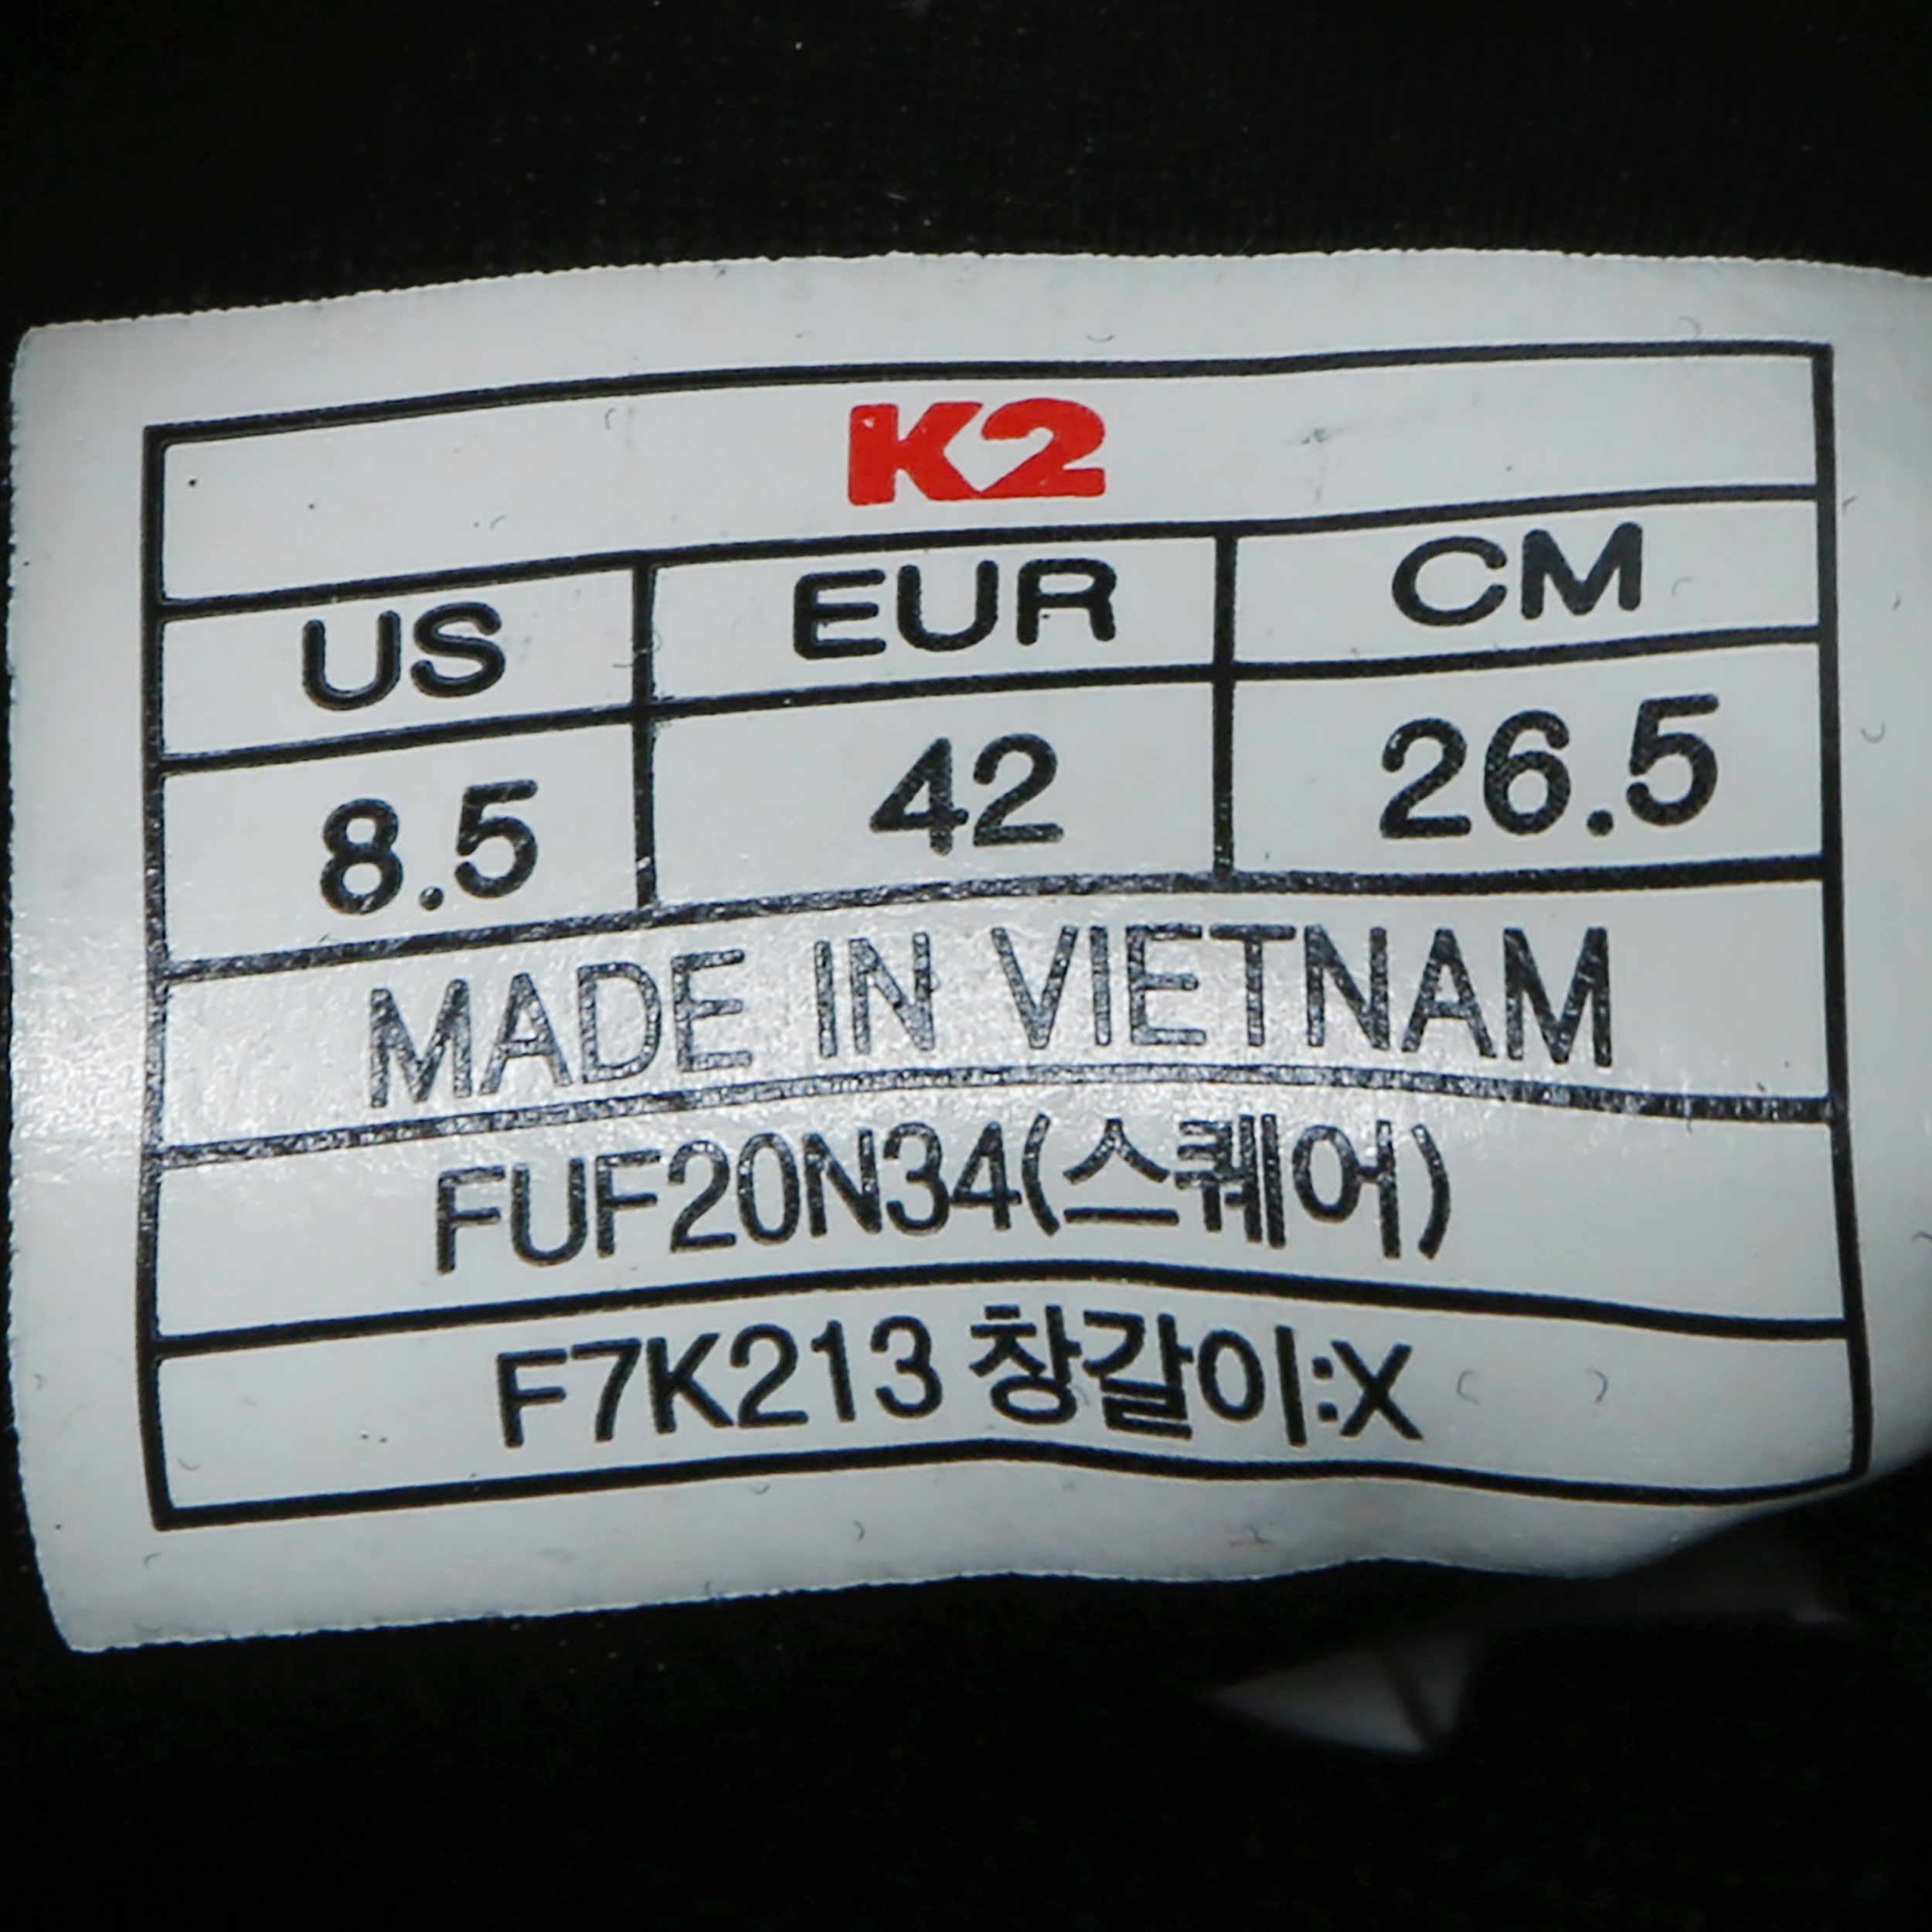 K2
US EUR CM
8.5 42 26.5
MADE IN VIETNAM
FUF20N34(스퀘어)
F7K213 창갈이:X